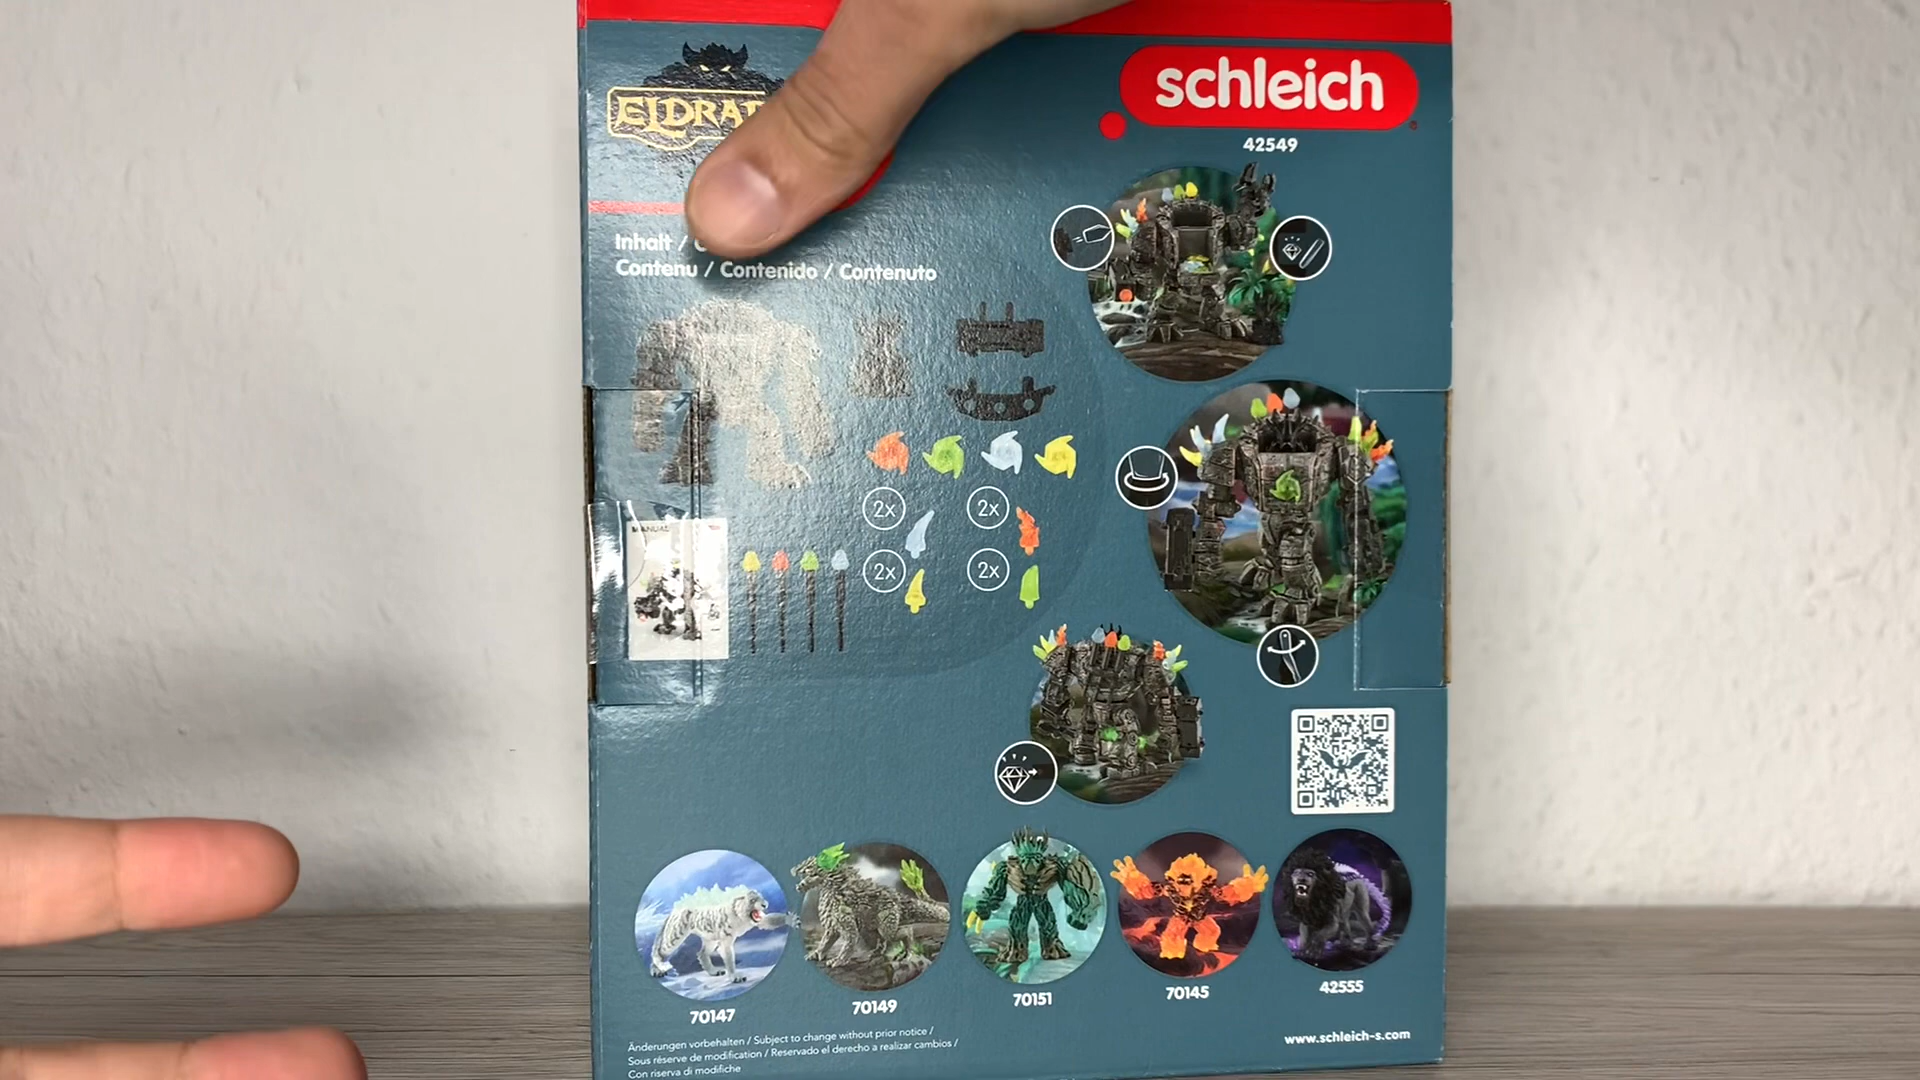 schleich
42549
Inhalt /
Contenu / Contenido / Contenuto
2x
2x
2x
2x
MANUAL
70147
70149
70151
70145
42555
Änderungen vorbehalten / Subject to change without prior notice /
Sous réserve de modification / Reservado el derecho a realizar cambios /
Con riserva di modifiche
www.schleich-s.com